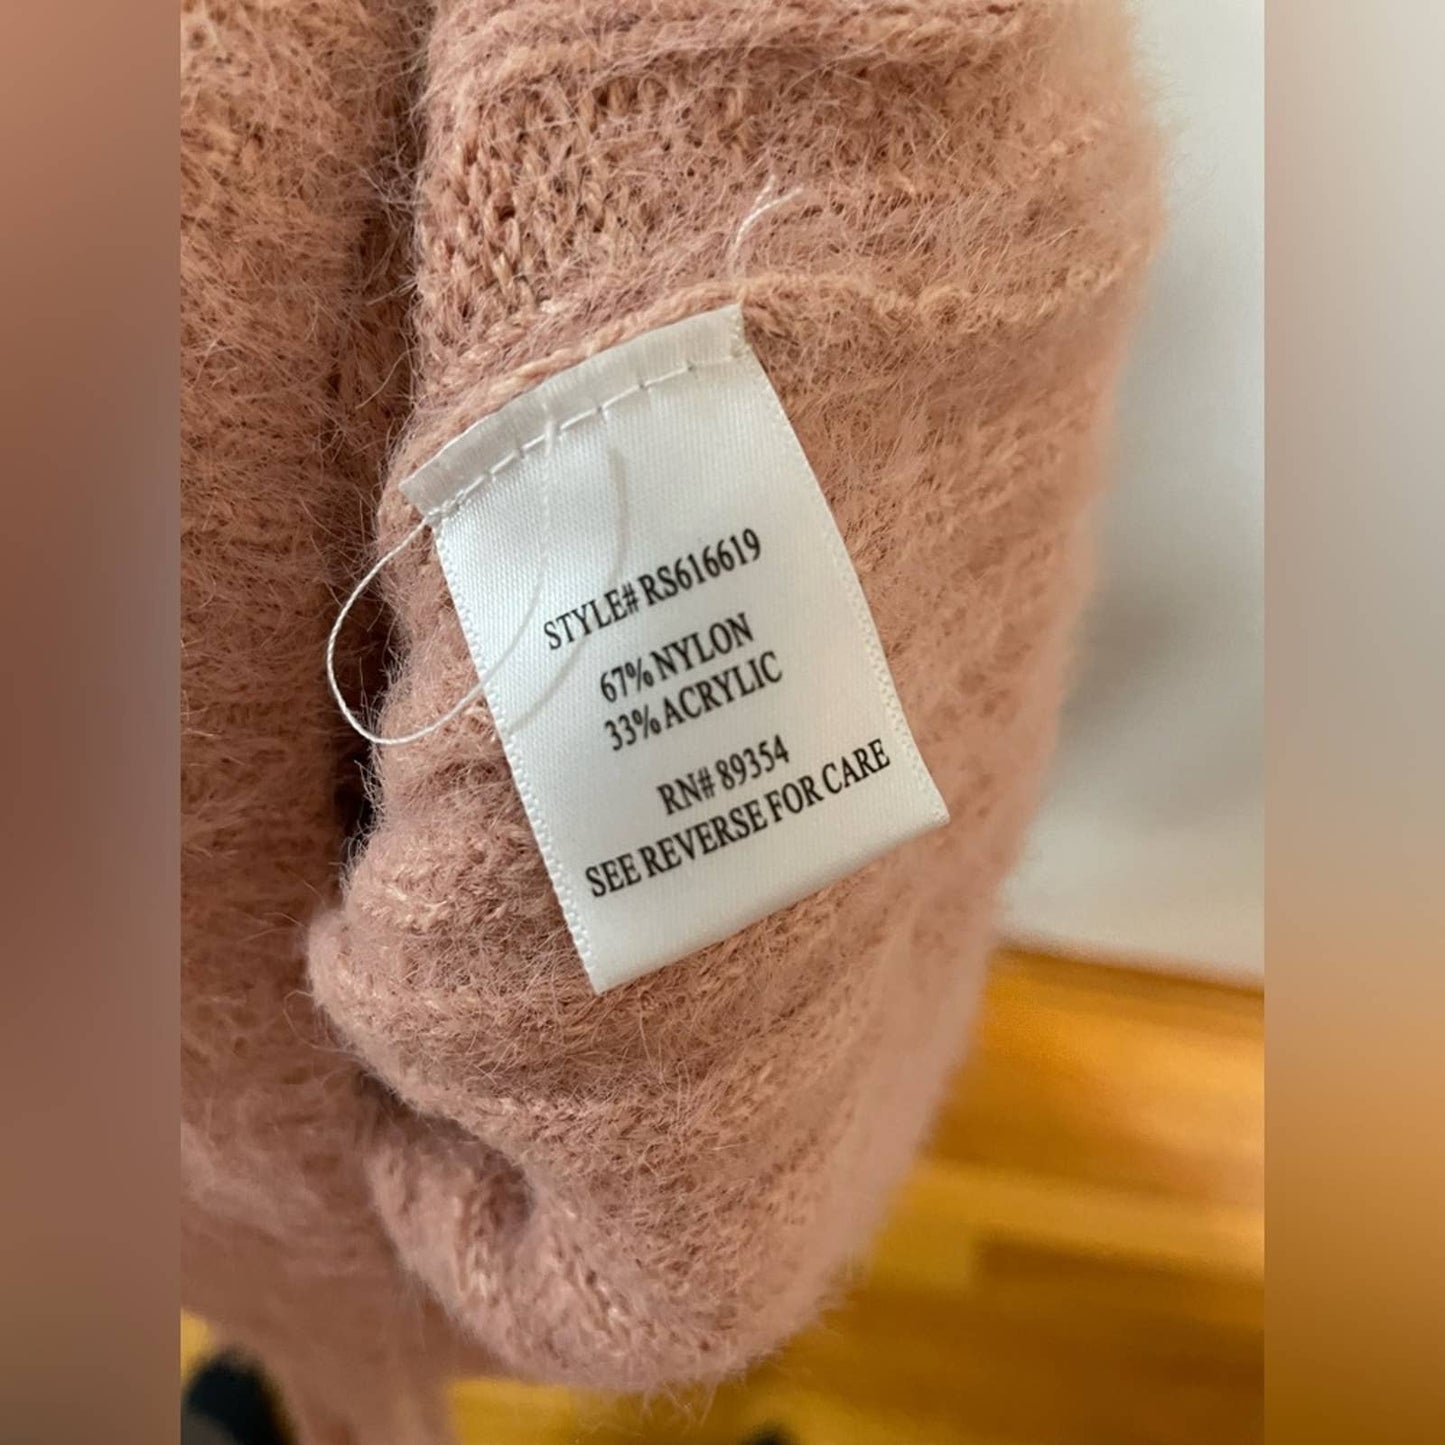 STYLE# RS616619
67% NYLON
33% ACRYLIC
RN# 89354
SEE REVERSE FOR CARE